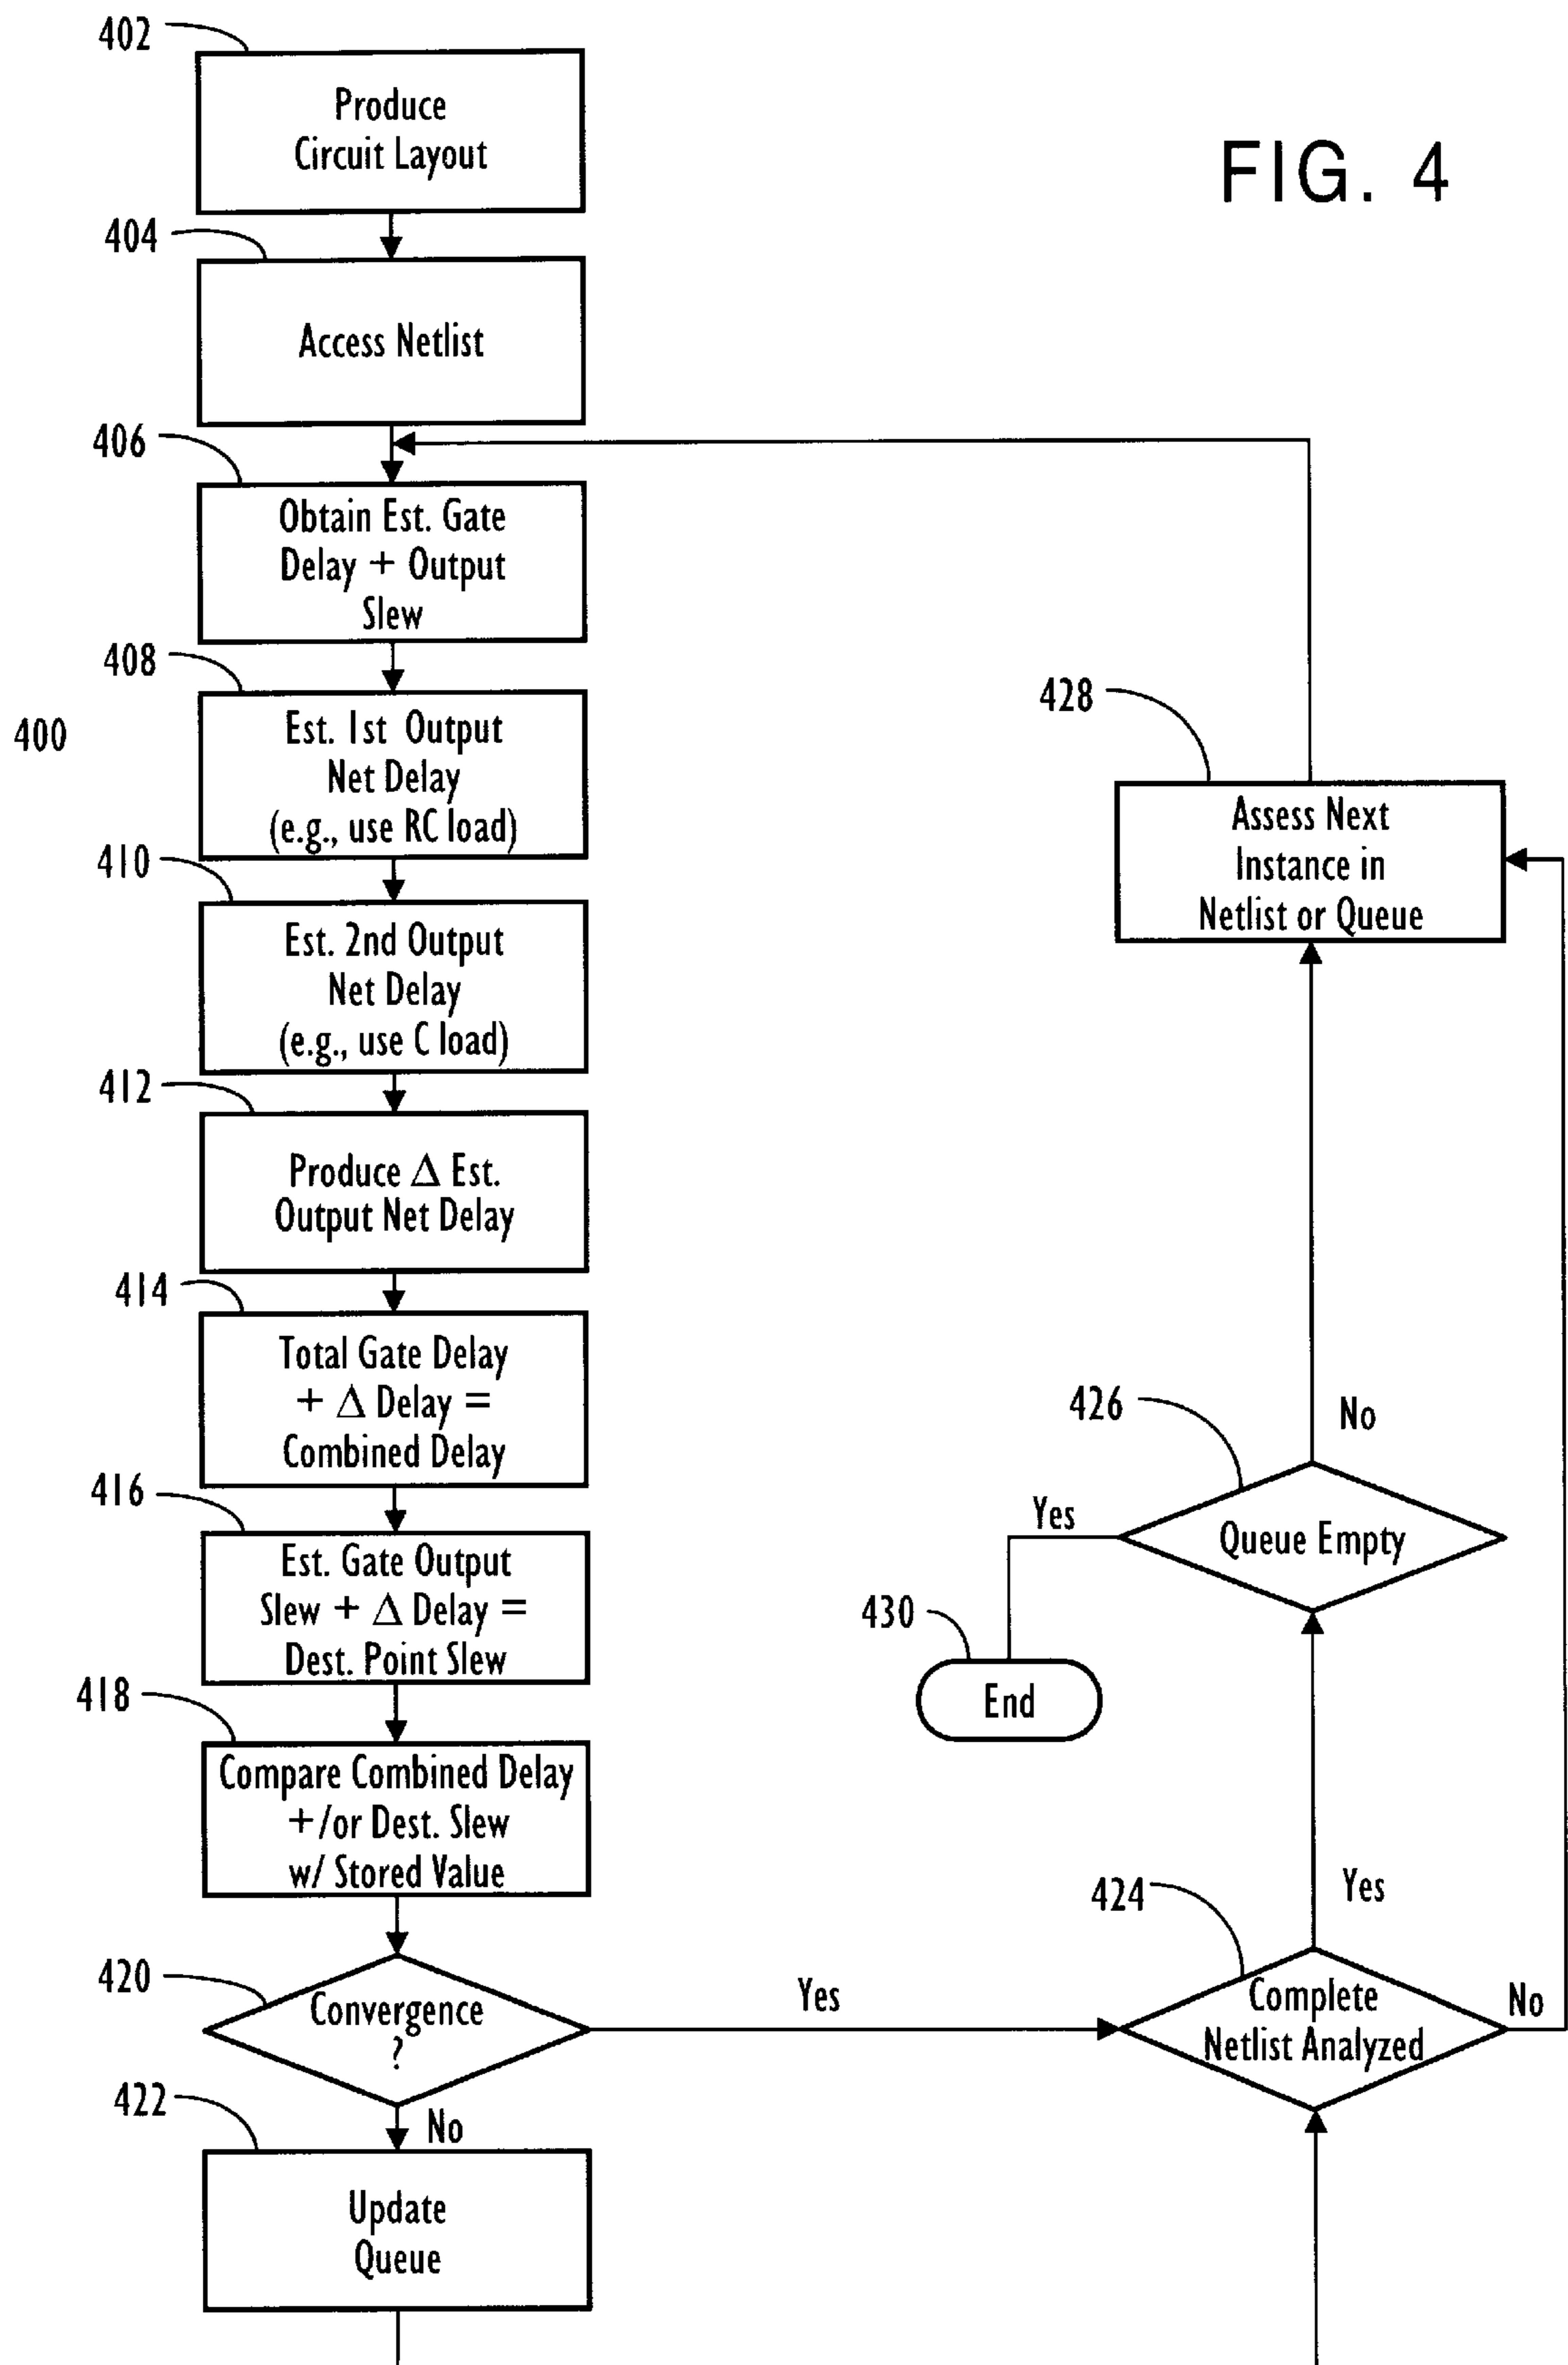 FIG. 4
400
402
Produce
Circuit Layout
404
Access Netlist
406
Obtain Est. Gate
Delay + Output
Slew
408
Est. 1st Output
Net Delay
(e.g., use RC load)
410
Est. 2nd Output
Net Delay
(e.g., use C load)
412
Produce Δ Est.
Output Net Delay
414
Total Gate Delay
+ Δ Delay =
Combined Delay
416
Est. Gate Output
Slew + Δ Delay =
Dest. Point Slew
418
Compare Combined Delay
+/or Dest. Slew
w/ Stored Value
420
Convergence
?
Yes
No
422
Update
Queue
424
Complete
Netlist Analyzed
No
Yes
426
Queue Empty
Yes
No
430
End
428
Assess Next
Instance in
Netlist or Queue